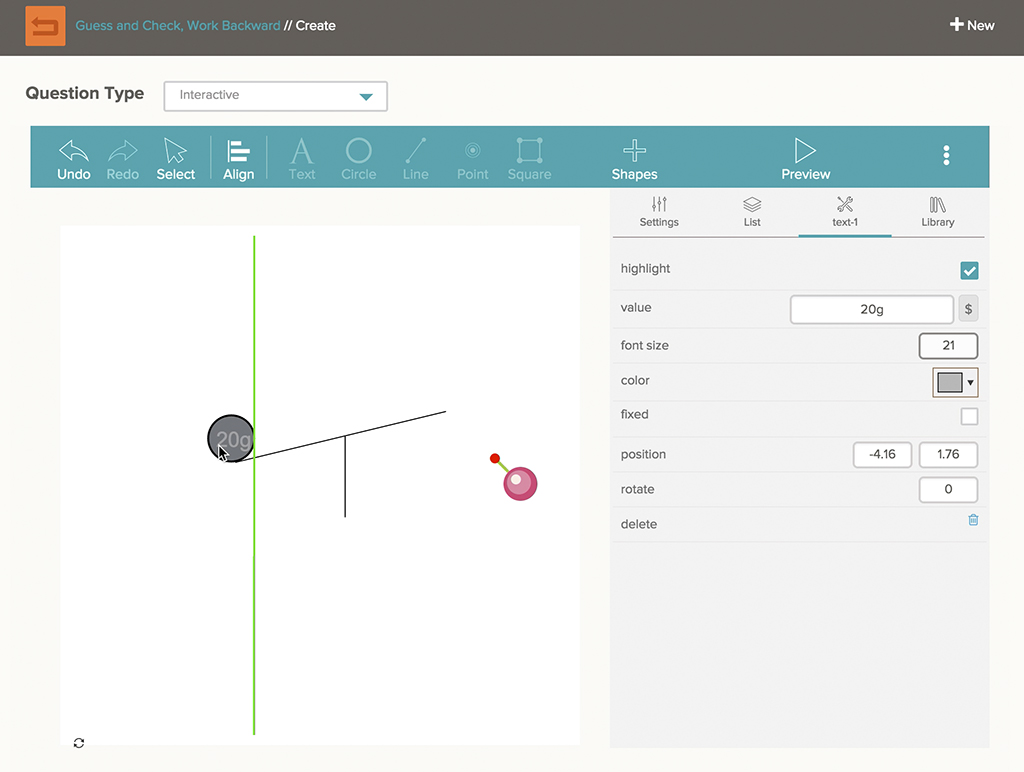 Guess and Check, Work Backward // Create
New
Question Type
Interactive
Undo Redo Select Align Text Circle Line Point Square Shapes Preview
Settings List text-1 Library
highlight
value 20g $
font size 21
color
fixed
position -4.16 1.76
rotate 0
delete
20g